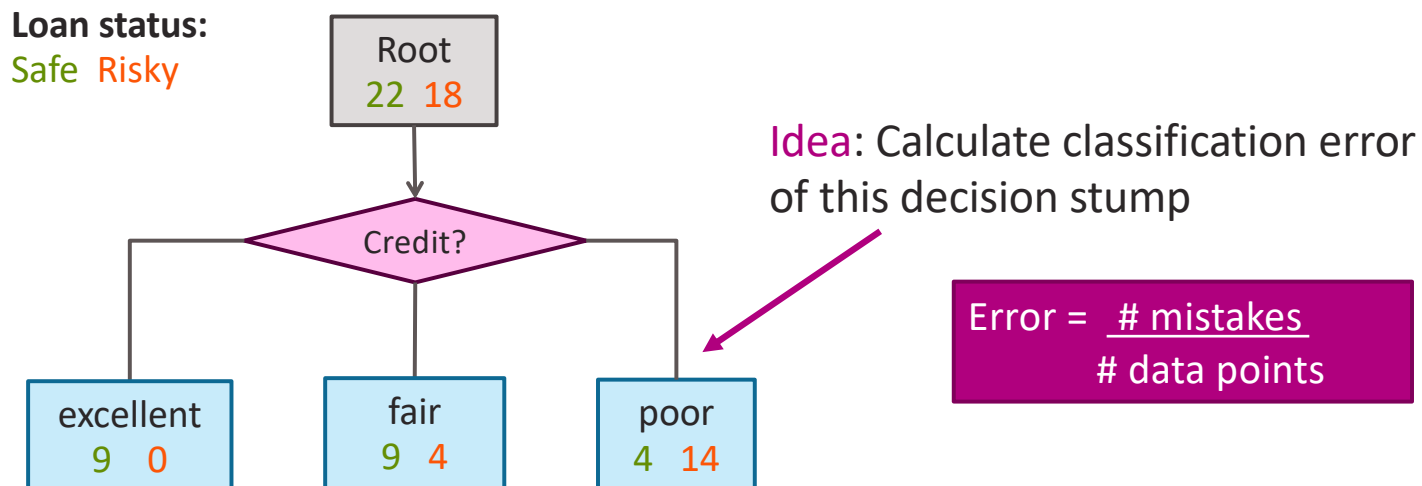 Loan status:
Safe Risky
Root
22 18
Idea: Calculate classification error
of this decision stump
Credit?
Error = # mistakes
# data points
excellent
9 0
fair
9 4
poor
4 14